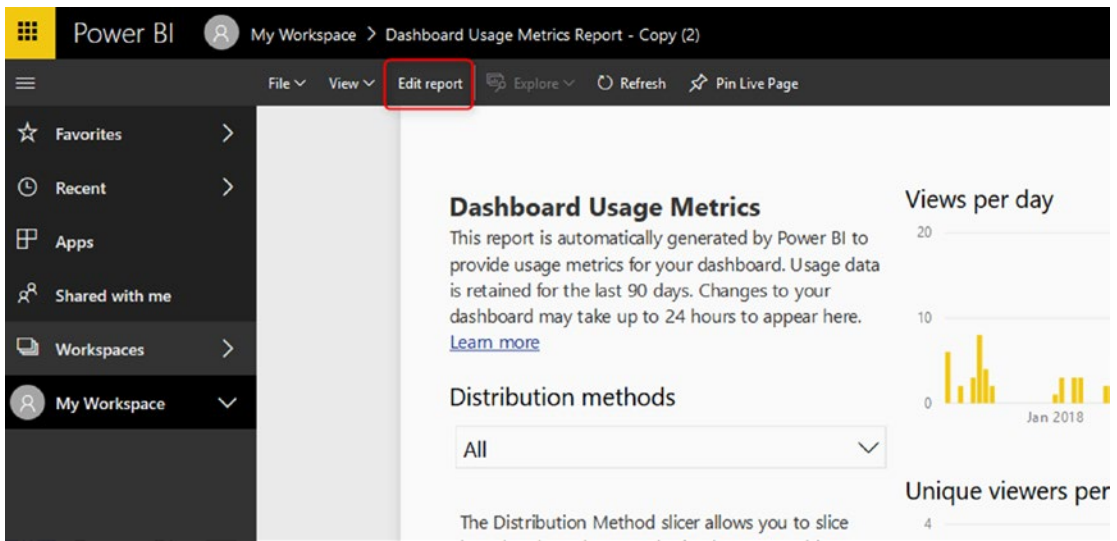 Power BI
My Workspace > Dashboard Usage Metrics Report - Copy (2)
File View Edit report Explore Refresh Pin Live Page
Favorites
Recent
Apps
Shared with me
Workspaces
My Workspace
Dashboard Usage Metrics
This report is automatically generated by Power BI to
provide usage metrics for your dashboard. Usage data
is retained for the last 90 days. Changes to your
dashboard may take up to 24 hours to appear here.
Learn more
Distribution methods
All
The Distribution Method slicer allows you to slice
Views per day
20
10
0
Jan 2018
Unique viewers per
4